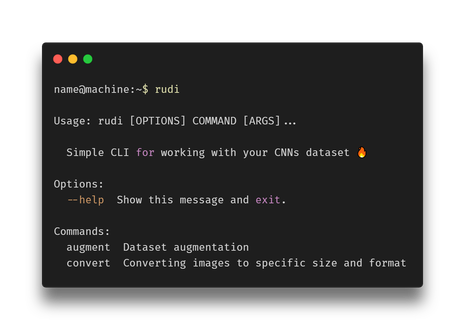 name@machine:~$ rudi
Usage: rudi [OPTIONS] COMMAND [ARGS]...
Simple CLI for working with your CNNs dataset 🔥
Options:
--help  Show this message and exit.
Commands:
augment  Dataset augmentation
convert  Converting images to specific size and format